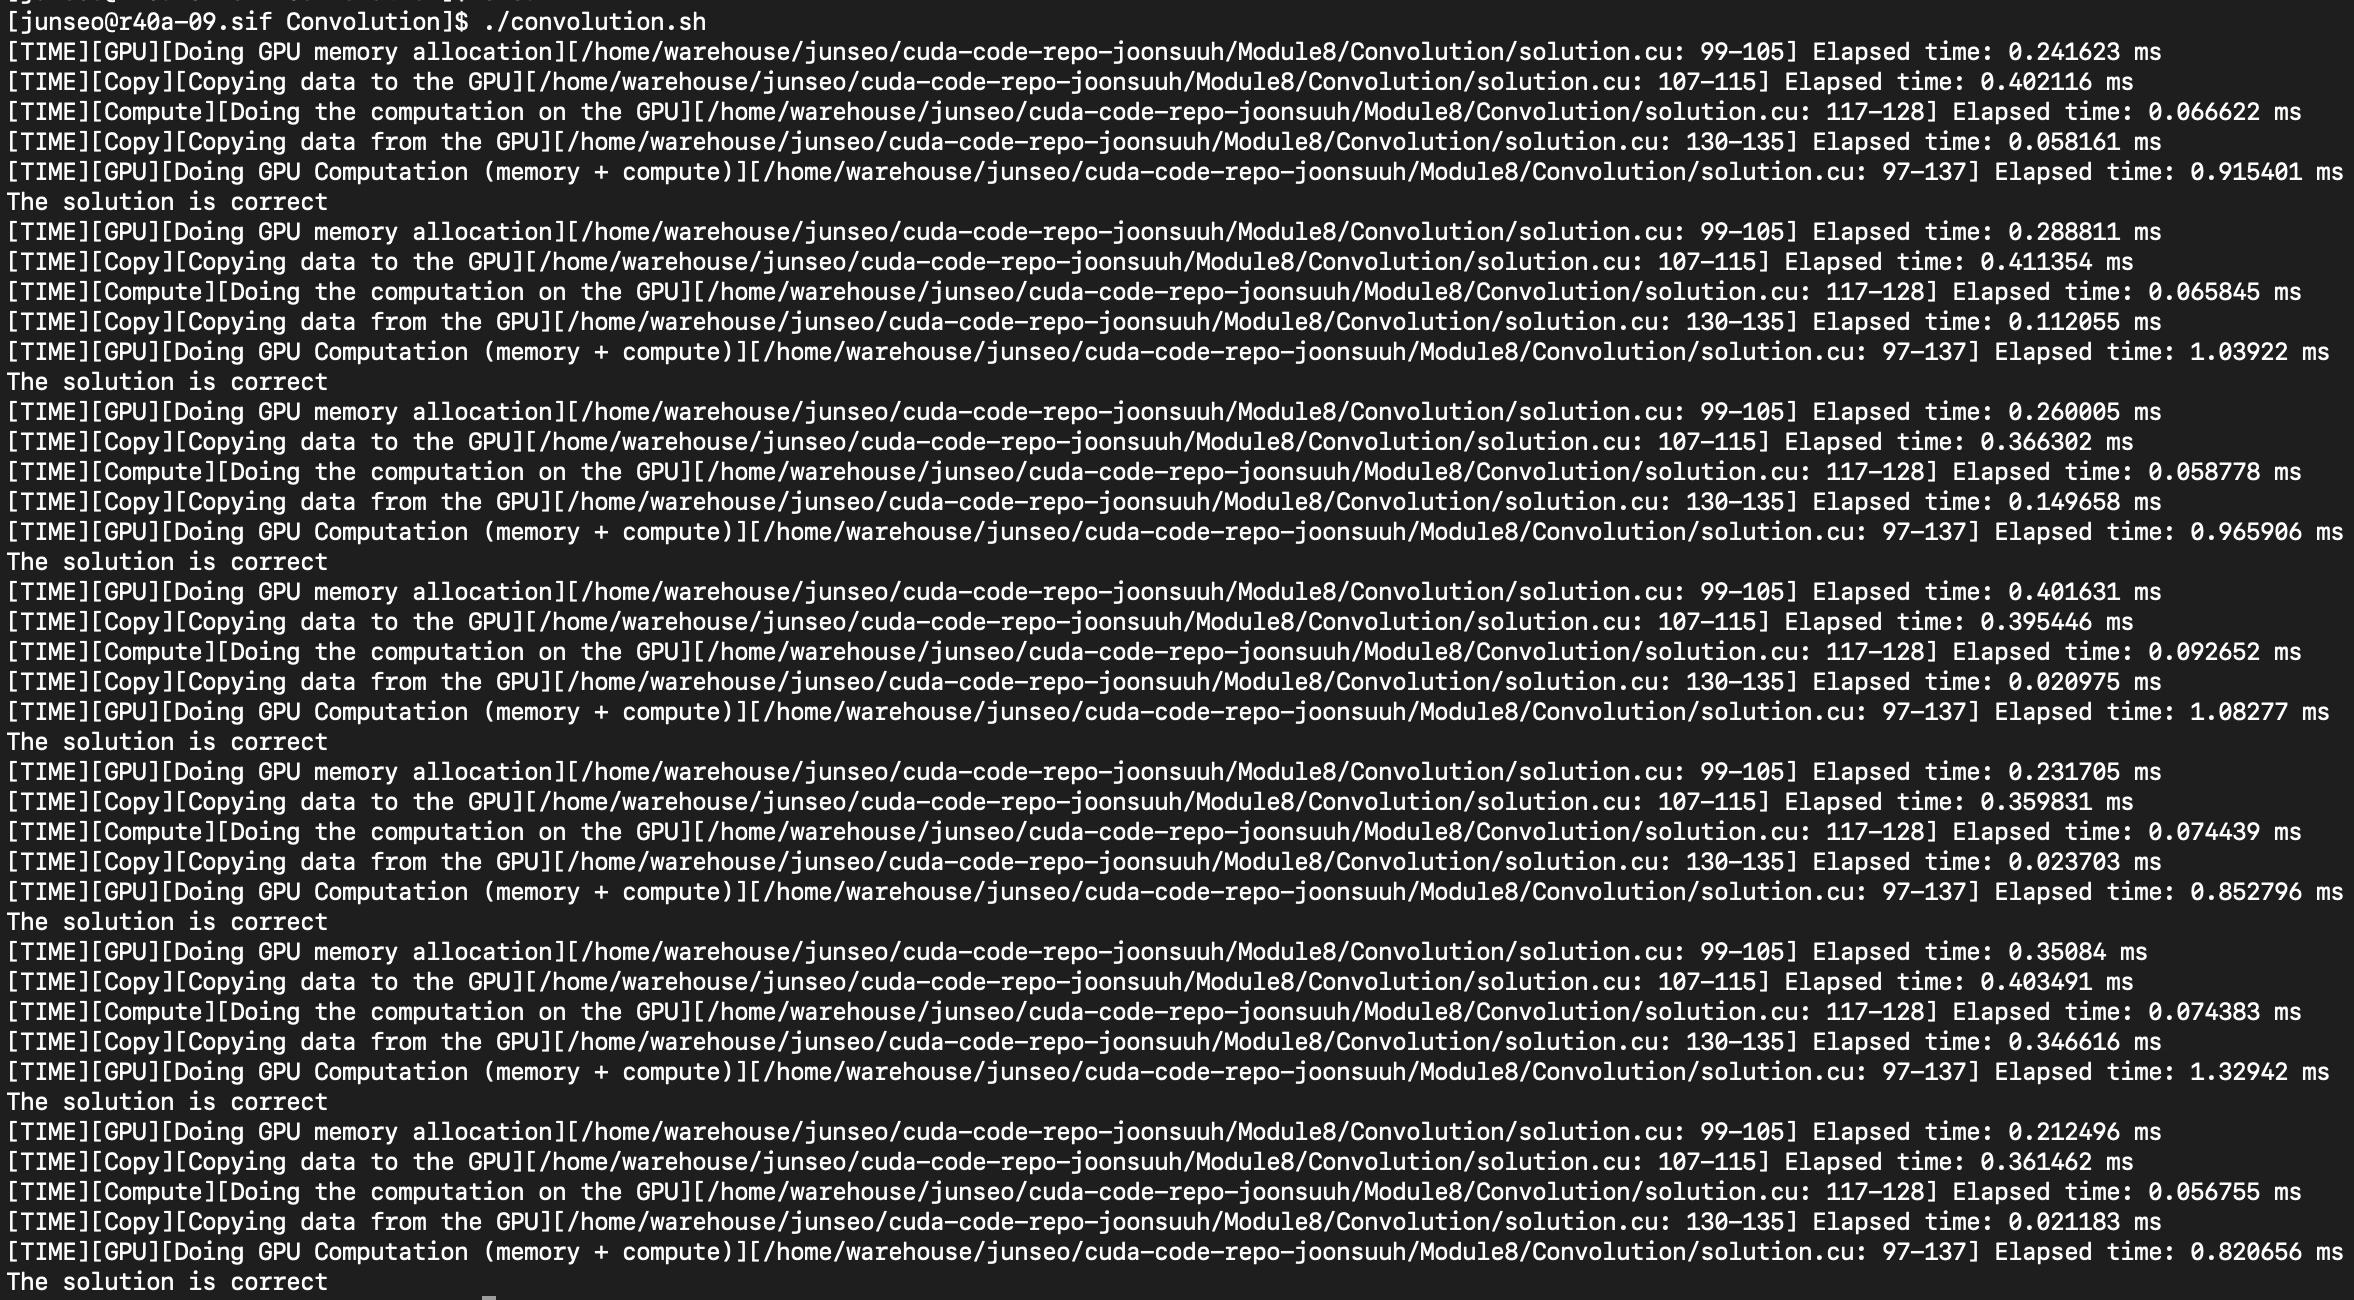 [junseo@r40a-09.sif Convolution]$ ./convolution.sh
[TIME][GPU][Doing GPU memory allocation][/home/warehouse/junseo/cuda-code-repo-joonsuuh/Module8/Convolution/solution.cu: 99-105] Elapsed time: 0.241623 ms
[TIME][Copy][Copying data to the GPU][/home/warehouse/junseo/cuda-code-repo-joonsuuh/Module8/Convolution/solution.cu: 107-115] Elapsed time: 0.402116 ms
[TIME][Compute][Doing the computation on the GPU][/home/warehouse/junseo/cuda-code-repo-joonsuuh/Module8/Convolution/solution.cu: 117-128] Elapsed time: 0.066622 ms
[TIME][Copy][Copying data from the GPU][/home/warehouse/junseo/cuda-code-repo-joonsuuh/Module8/Convolution/solution.cu: 130-135] Elapsed time: 0.058161 ms
[TIME][GPU][Doing GPU Computation (memory + compute)][/home/warehouse/junseo/cuda-code-repo-joonsuuh/Module8/Convolution/solution.cu: 97-137] Elapsed time: 0.915401 ms
The solution is correct
[TIME][GPU][Doing GPU memory allocation][/home/warehouse/junseo/cuda-code-repo-joonsuuh/Module8/Convolution/solution.cu: 99-105] Elapsed time: 0.288811 ms
[TIME][Copy][Copying data to the GPU][/home/warehouse/junseo/cuda-code-repo-joonsuuh/Module8/Convolution/solution.cu: 107-115] Elapsed time: 0.411354 ms
[TIME][Compute][Doing the computation on the GPU][/home/warehouse/junseo/cuda-code-repo-joonsuuh/Module8/Convolution/solution.cu: 117-128] Elapsed time: 0.065845 ms
[TIME][Copy][Copying data from the GPU][/home/warehouse/junseo/cuda-code-repo-joonsuuh/Module8/Convolution/solution.cu: 130-135] Elapsed time: 0.112055 ms
[TIME][GPU][Doing GPU Computation (memory + compute)][/home/warehouse/junseo/cuda-code-repo-joonsuuh/Module8/Convolution/solution.cu: 97-137] Elapsed time: 1.03922 ms
The solution is correct
[TIME][GPU][Doing GPU memory allocation][/home/warehouse/junseo/cuda-code-repo-joonsuuh/Module8/Convolution/solution.cu: 99-105] Elapsed time: 0.260005 ms
[TIME][Copy][Copying data to the GPU][/home/warehouse/junseo/cuda-code-repo-joonsuuh/Module8/Convolution/solution.cu: 107-115] Elapsed time: 0.366302 ms
[TIME][Compute][Doing the computation on the GPU][/home/warehouse/junseo/cuda-code-repo-joonsuuh/Module8/Convolution/solution.cu: 117-128] Elapsed time: 0.058778 ms
[TIME][Copy][Copying data from the GPU][/home/warehouse/junseo/cuda-code-repo-joonsuuh/Module8/Convolution/solution.cu: 130-135] Elapsed time: 0.149658 ms
[TIME][GPU][Doing GPU Computation (memory + compute)][/home/warehouse/junseo/cuda-code-repo-joonsuuh/Module8/Convolution/solution.cu: 97-137] Elapsed time: 0.965906 ms
The solution is correct
[TIME][GPU][Doing GPU memory allocation][/home/warehouse/junseo/cuda-code-repo-joonsuuh/Module8/Convolution/solution.cu: 99-105] Elapsed time: 0.401631 ms
[TIME][Copy][Copying data to the GPU][/home/warehouse/junseo/cuda-code-repo-joonsuuh/Module8/Convolution/solution.cu: 107-115] Elapsed time: 0.395446 ms
[TIME][Compute][Doing the computation on the GPU][/home/warehouse/junseo/cuda-code-repo-joonsuuh/Module8/Convolution/solution.cu: 117-128] Elapsed time: 0.092652 ms
[TIME][Copy][Copying data from the GPU][/home/warehouse/junseo/cuda-code-repo-joonsuuh/Module8/Convolution/solution.cu: 130-135] Elapsed time: 0.020975 ms
[TIME][GPU][Doing GPU Computation (memory + compute)][/home/warehouse/junseo/cuda-code-repo-joonsuuh/Module8/Convolution/solution.cu: 97-137] Elapsed time: 1.08277 ms
The solution is correct
[TIME][GPU][Doing GPU memory allocation][/home/warehouse/junseo/cuda-code-repo-joonsuuh/Module8/Convolution/solution.cu: 99-105] Elapsed time: 0.231705 ms
[TIME][Copy][Copying data to the GPU][/home/warehouse/junseo/cuda-code-repo-joonsuuh/Module8/Convolution/solution.cu: 107-115] Elapsed time: 0.359831 ms
[TIME][Compute][Doing the computation on the GPU][/home/warehouse/junseo/cuda-code-repo-joonsuuh/Module8/Convolution/solution.cu: 117-128] Elapsed time: 0.074439 ms
[TIME][Copy][Copying data from the GPU][/home/warehouse/junseo/cuda-code-repo-joonsuuh/Module8/Convolution/solution.cu: 130-135] Elapsed time: 0.023703 ms
[TIME][GPU][Doing GPU Computation (memory + compute)][/home/warehouse/junseo/cuda-code-repo-joonsuuh/Module8/Convolution/solution.cu: 97-137] Elapsed time: 0.852796 ms
The solution is correct
[TIME][GPU][Doing GPU memory allocation][/home/warehouse/junseo/cuda-code-repo-joonsuuh/Module8/Convolution/solution.cu: 99-105] Elapsed time: 0.35084 ms
[TIME][Copy][Copying data to the GPU][/home/warehouse/junseo/cuda-code-repo-joonsuuh/Module8/Convolution/solution.cu: 107-115] Elapsed time: 0.403491 ms
[TIME][Compute][Doing the computation on the GPU][/home/warehouse/junseo/cuda-code-repo-joonsuuh/Module8/Convolution/solution.cu: 117-128] Elapsed time: 0.074383 ms
[TIME][Copy][Copying data from the GPU][/home/warehouse/junseo/cuda-code-repo-joonsuuh/Module8/Convolution/solution.cu: 130-135] Elapsed time: 0.346616 ms
[TIME][GPU][Doing GPU Computation (memory + compute)][/home/warehouse/junseo/cuda-code-repo-joonsuuh/Module8/Convolution/solution.cu: 97-137] Elapsed time: 1.32942 ms
The solution is correct
[TIME][GPU][Doing GPU memory allocation][/home/warehouse/junseo/cuda-code-repo-joonsuuh/Module8/Convolution/solution.cu: 99-105] Elapsed time: 0.212496 ms
[TIME][Copy][Copying data to the GPU][/home/warehouse/junseo/cuda-code-repo-joonsuuh/Module8/Convolution/solution.cu: 107-115] Elapsed time: 0.361462 ms
[TIME][Compute][Doing the computation on the GPU][/home/warehouse/junseo/cuda-code-repo-joonsuuh/Module8/Convolution/solution.cu: 117-128] Elapsed time: 0.056755 ms
[TIME][Copy][Copying data from the GPU][/home/warehouse/junseo/cuda-code-repo-joonsuuh/Module8/Convolution/solution.cu: 130-135] Elapsed time: 0.021183 ms
[TIME][GPU][Doing GPU Computation (memory + compute)][/home/warehouse/junseo/cuda-code-repo-joonsuuh/Module8/Convolution/solution.cu: 97-137] Elapsed time: 0.820656 ms
The solution is correct